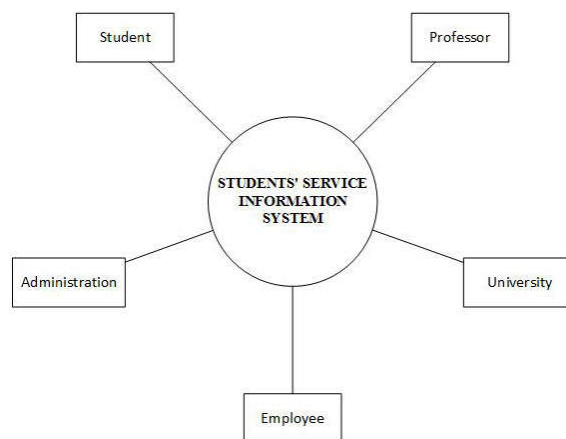 Student
Professor
STUDENTS' SERVICE
INFORMATION
SYSTEM
Administration
University
Employee